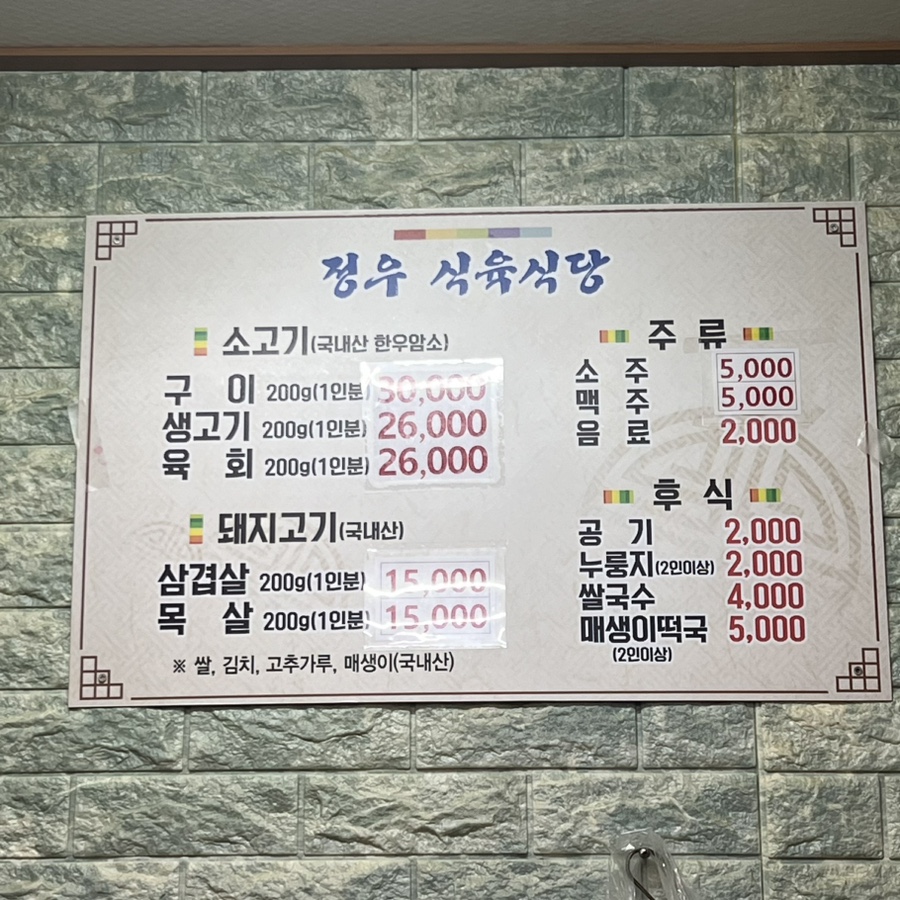 정우 식육식당
소고기(국내산 한우암소)
구 이 200g(1인분) 30,000
생고기 200g(1인분) 26,000
육 회 200g(1인분) 26,000
돼지고기(국내산)
삼겹살 200g(1인분) 15,000
목 살 200g(1인분) 15,000
※ 쌀, 김치, 고추가루, 매생이(국내산)
주 류
소 주 5,000
맥 주 5,000
음 료 2,000
후 식
공 기 2,000
누룽지(2인이상) 2,000
쌀국수 4,000
매생이떡국 5,000
(2인이상)